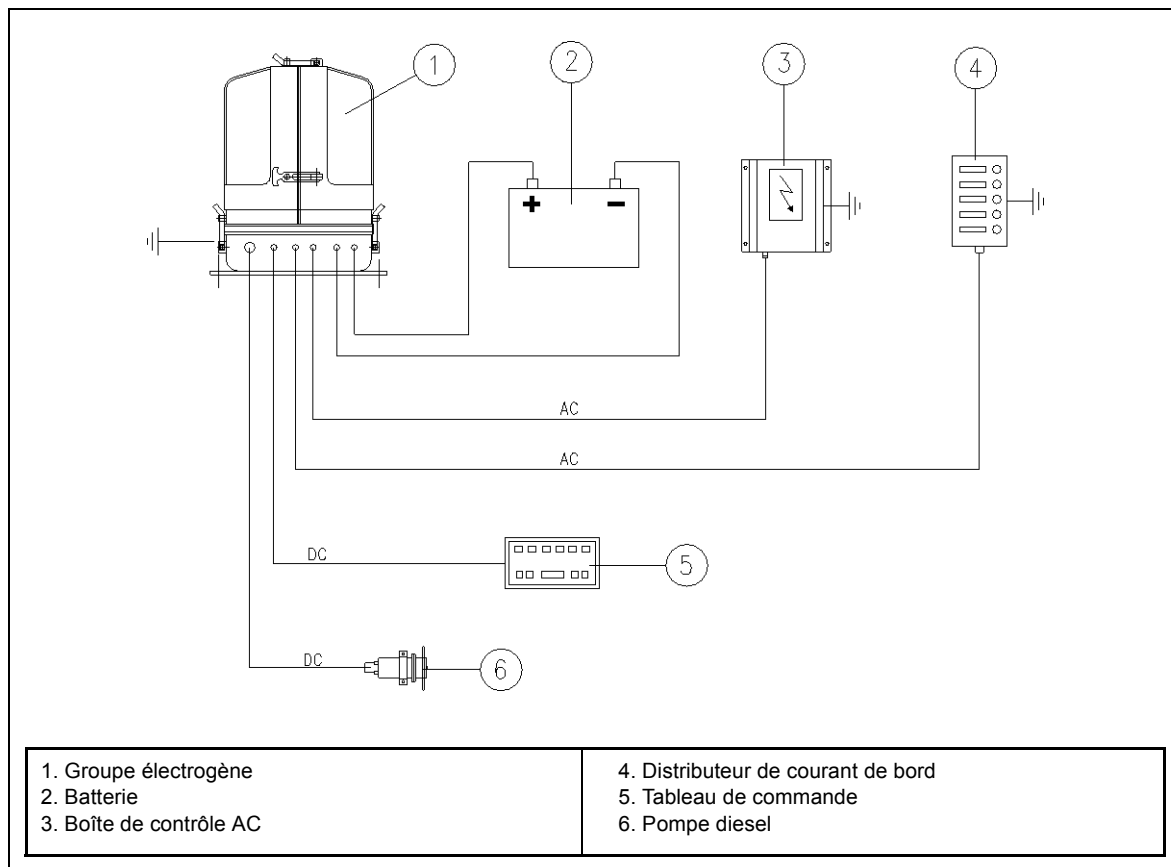 1
2
3
4
+ −
AC
AC
DC
5
DC
6
1. Groupe électrogène
2. Batterie
3. Boîte de contrôle AC
4. Distributeur de courant de bord
5. Tableau de commande
6. Pompe diesel